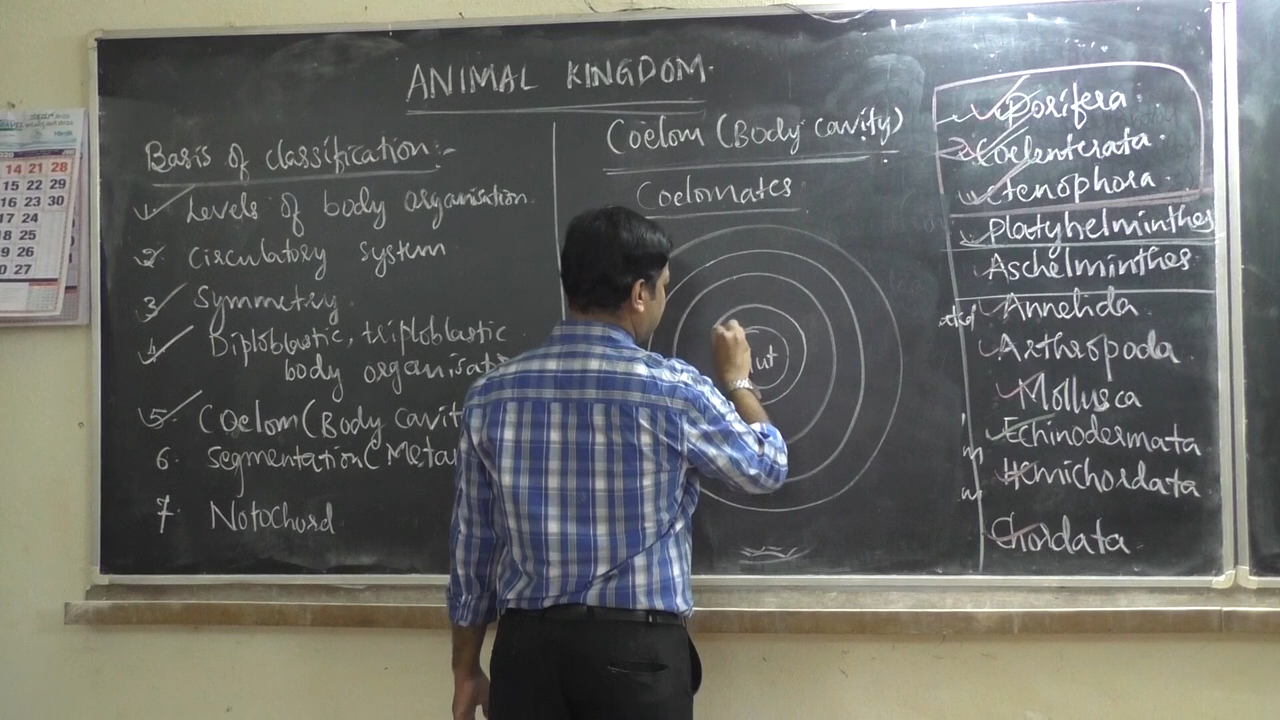 ANIMAL KINGDOM.
Basis of classification:-
1. Levels of body organisation
2. Circulatory system
3. Symmetry.
4. Diploblastic, triploblastic
body organisati
5. Coelom (Body Cavit
6. Segmentation (Meta
7. Notochord
Coelom (Body cavity)
Coelomates
ut
Porifera
Coelenterata
Ctenophora
Platyhelminthes
Aschelminthes
Annelida
Arthropoda
Mollusca
Echinodermata
Hemichordata
Chordata
14 21 28
15 22 29
16 23 30
17 24
18 25
19 26
20 27